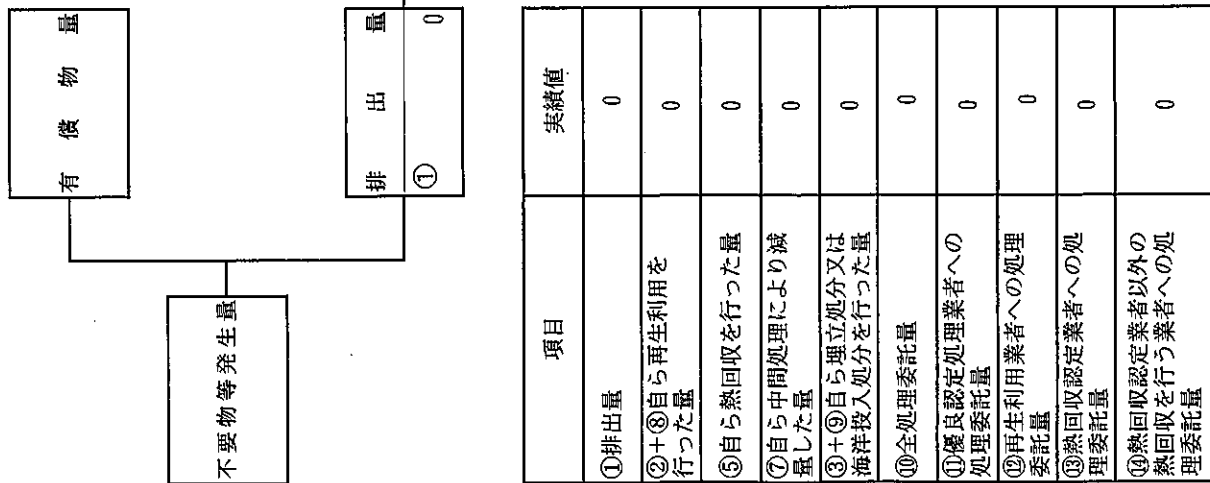 不要物等発生量
有償物量
排出量
① 0
項目 実績値
①排出量 0
②+⑧自ら再生利用を
行った量 0
⑤自ら熱回収を行った量 0
⑦自ら中間処理により減
量した量 0
③+⑨自ら埋立処分又は
海洋投入処分を行った量 0
⑩全処理委託量 0
⑪優良認定処理業者への
処理委託量 0
⑫再生利用業者への処理
委託量 0
⑬熱回収認定業者への処
理委託量 0
⑭熱回収認定業者以外の
熱回収を行う業者への処
理委託量 0